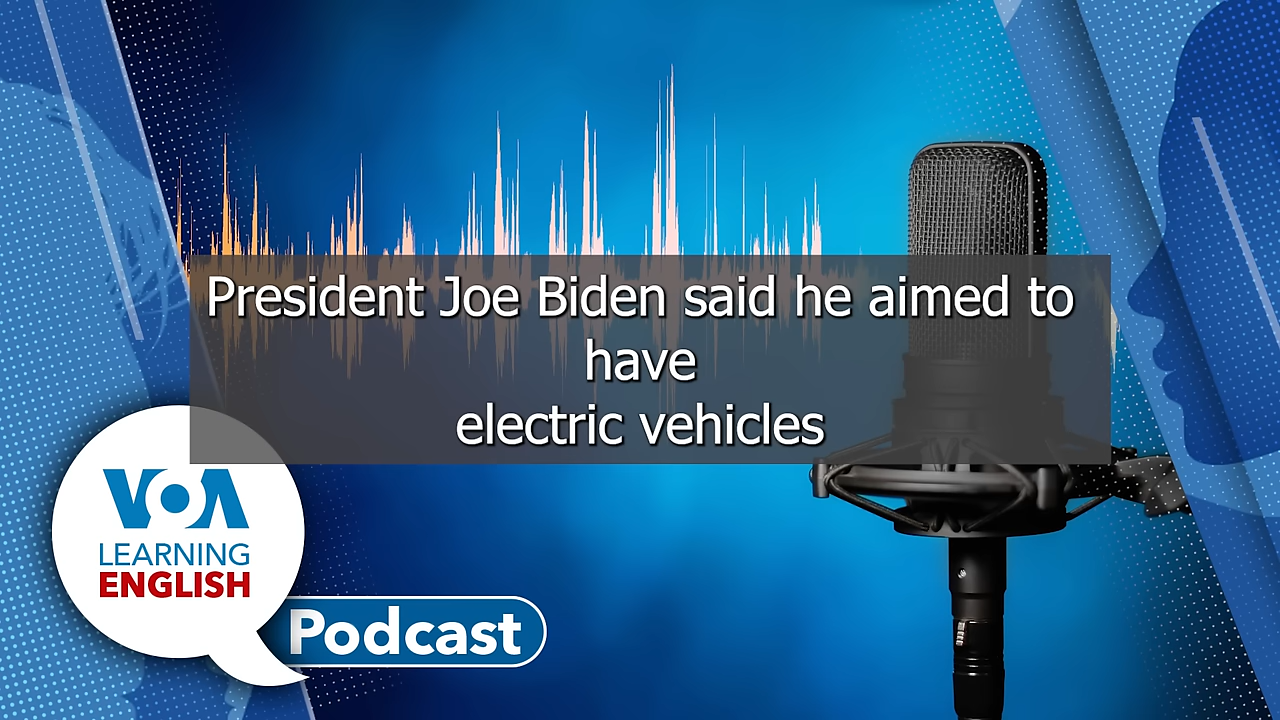 President Joe Biden said he aimed to
have
electric vehicles
VOA
LEARNING
ENGLISH
Podcast